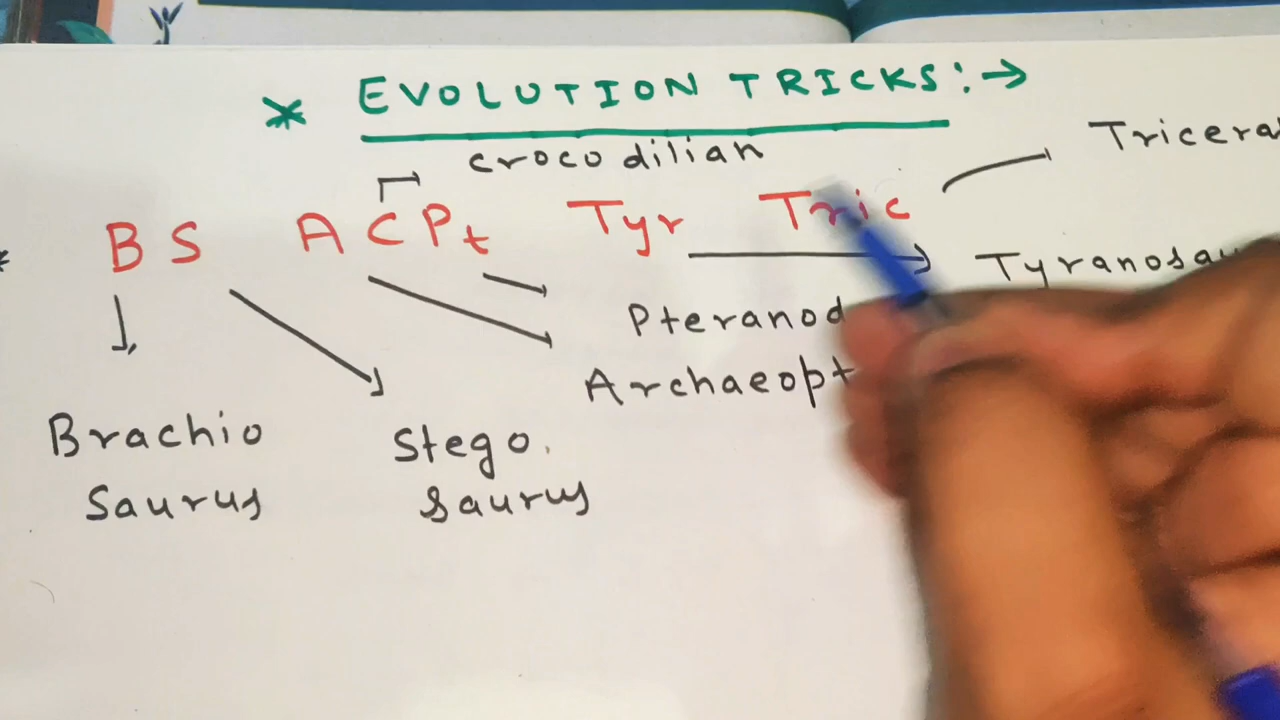 * EVOLUTION TRICKS:→
crocodilian
Tricera
* B S A C Pt Tyr Tric
Tyranosau
Pteranod
Archaeopt
Brachio Stego.
Saurus Saurus